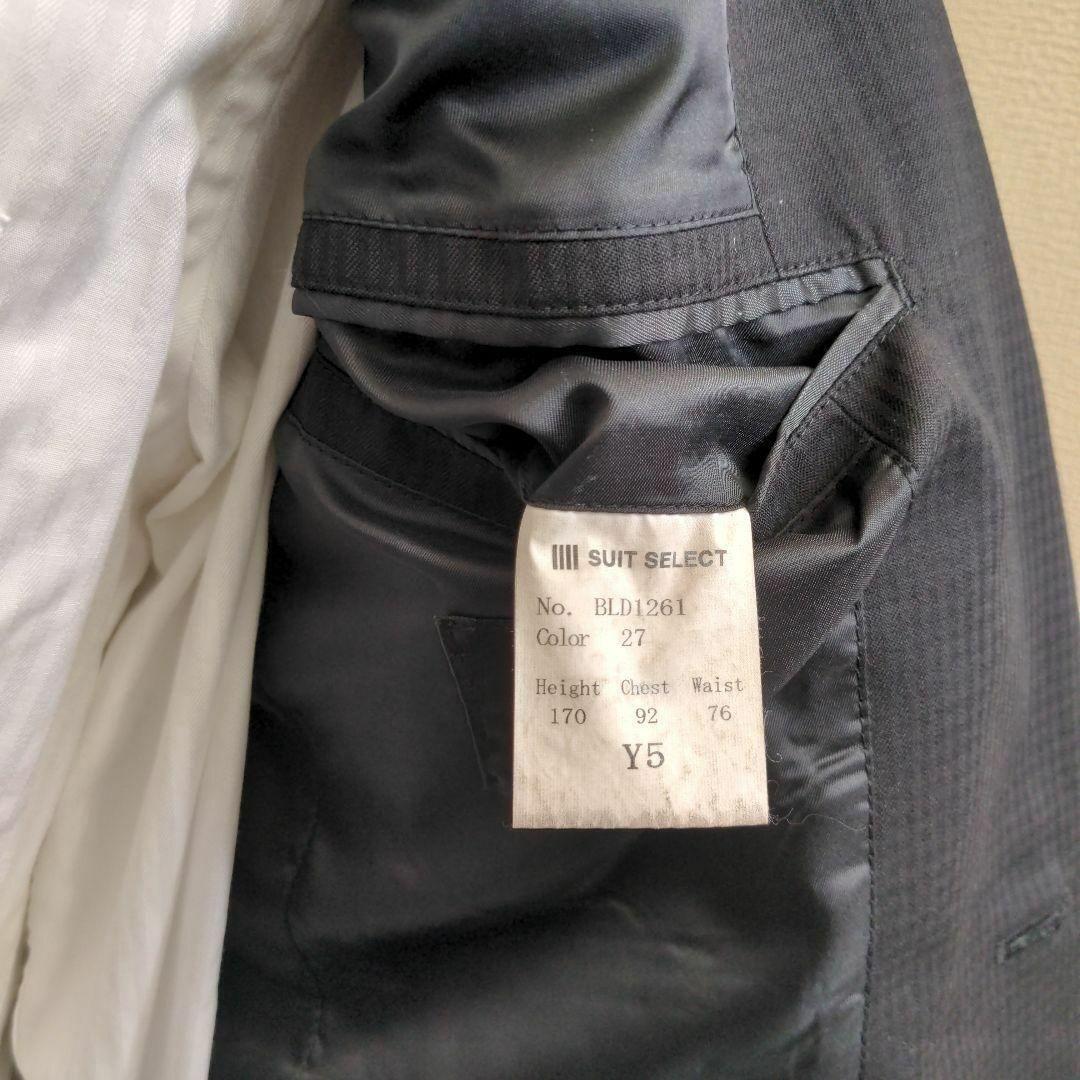 SUIT SELECT
No. BLD1261
Color 27
Height Chest Waist
170 92 76
Y5